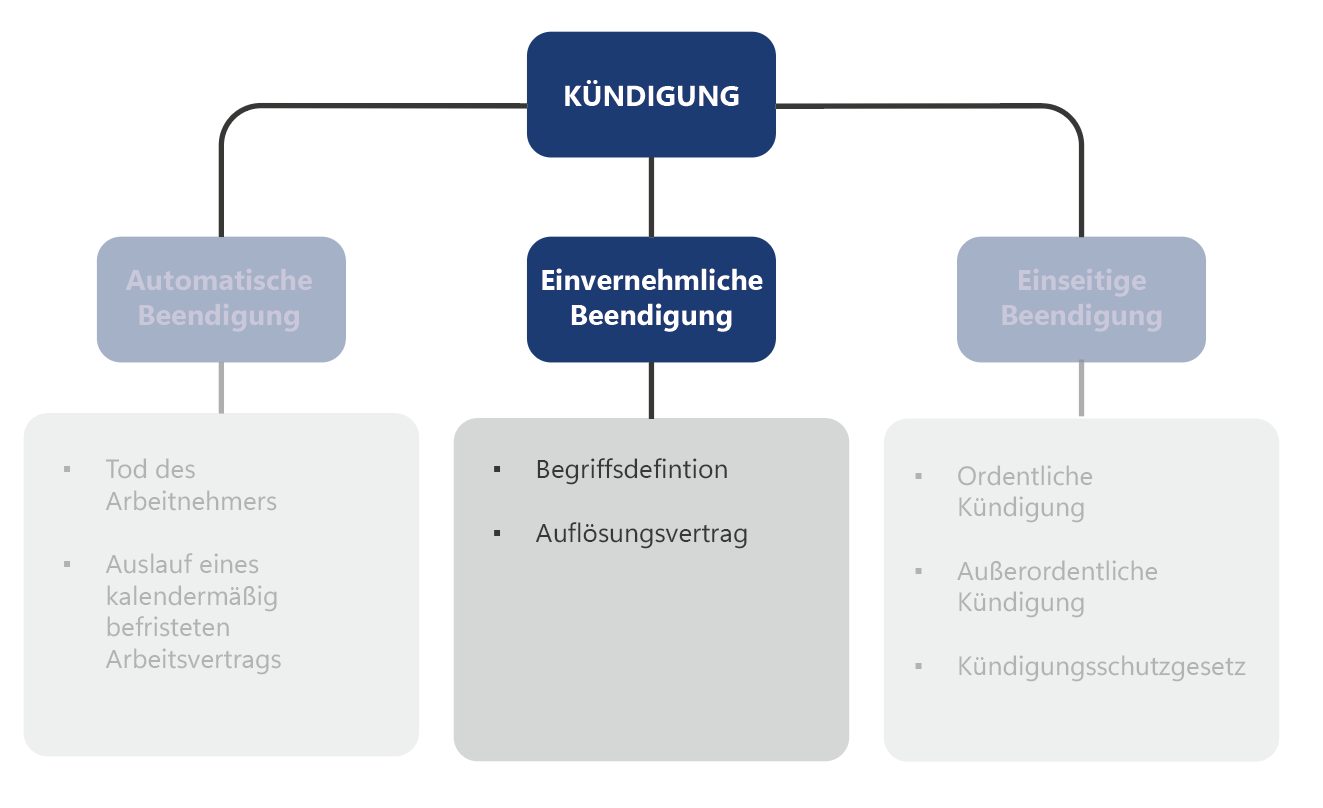 KÜNDIGUNG
Automatische
Beendigung
Einvernehmliche
Beendigung
Einseitige
Beendigung
▪ Tod des
Arbeitnehmers
▪ Auslauf eines
kalendermäßig
befristeten
Arbeitsvertrags
▪ Begriffsdefintion
▪ Auflösungsvertrag
▪ Ordentliche
Kündigung
▪ Außerordentliche
Kündigung
▪ Kündigungsschutzgesetz